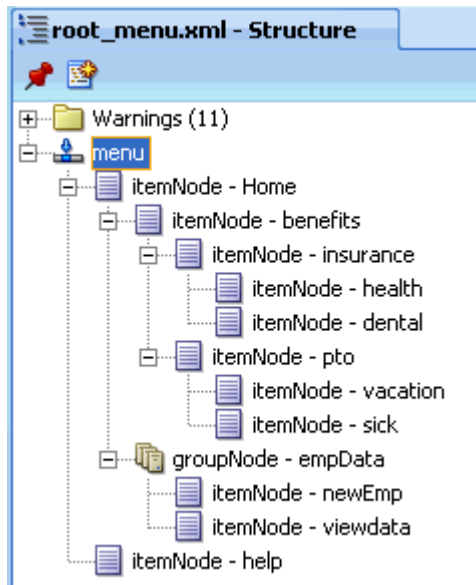 root_menu.xml - Structure
Warnings (11)
menu
itemNode - Home
itemNode - benefits
itemNode - insurance
itemNode - health
itemNode - dental
itemNode - pto
itemNode - vacation
itemNode - sick
groupNode - empData
itemNode - newEmp
itemNode - viewdata
itemNode - help